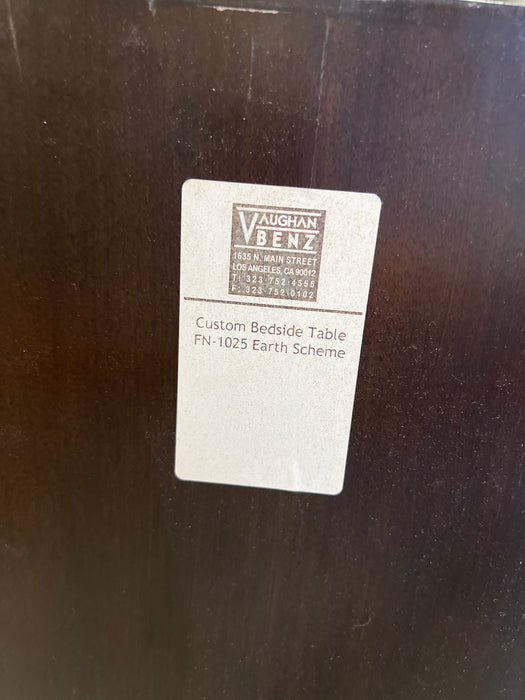 VAUGHAN
BENZ
1635 N. MAIN STREET
LOS ANGELES, CA 90012
T: 323·752·4555
F: 323·752·0102
Custom Bedside Table
FN-1025 Earth Scheme